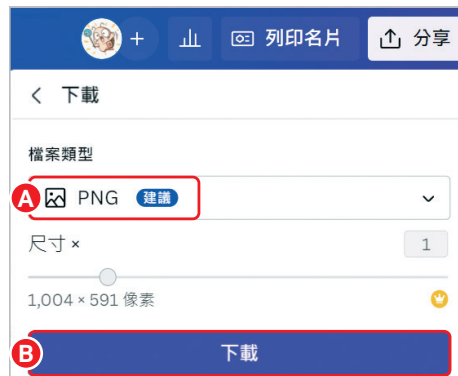 + 列印名片 分享
下載
檔案類型
A PNG 建議
尺寸 × 1
1,004 × 591 像素
B 下載